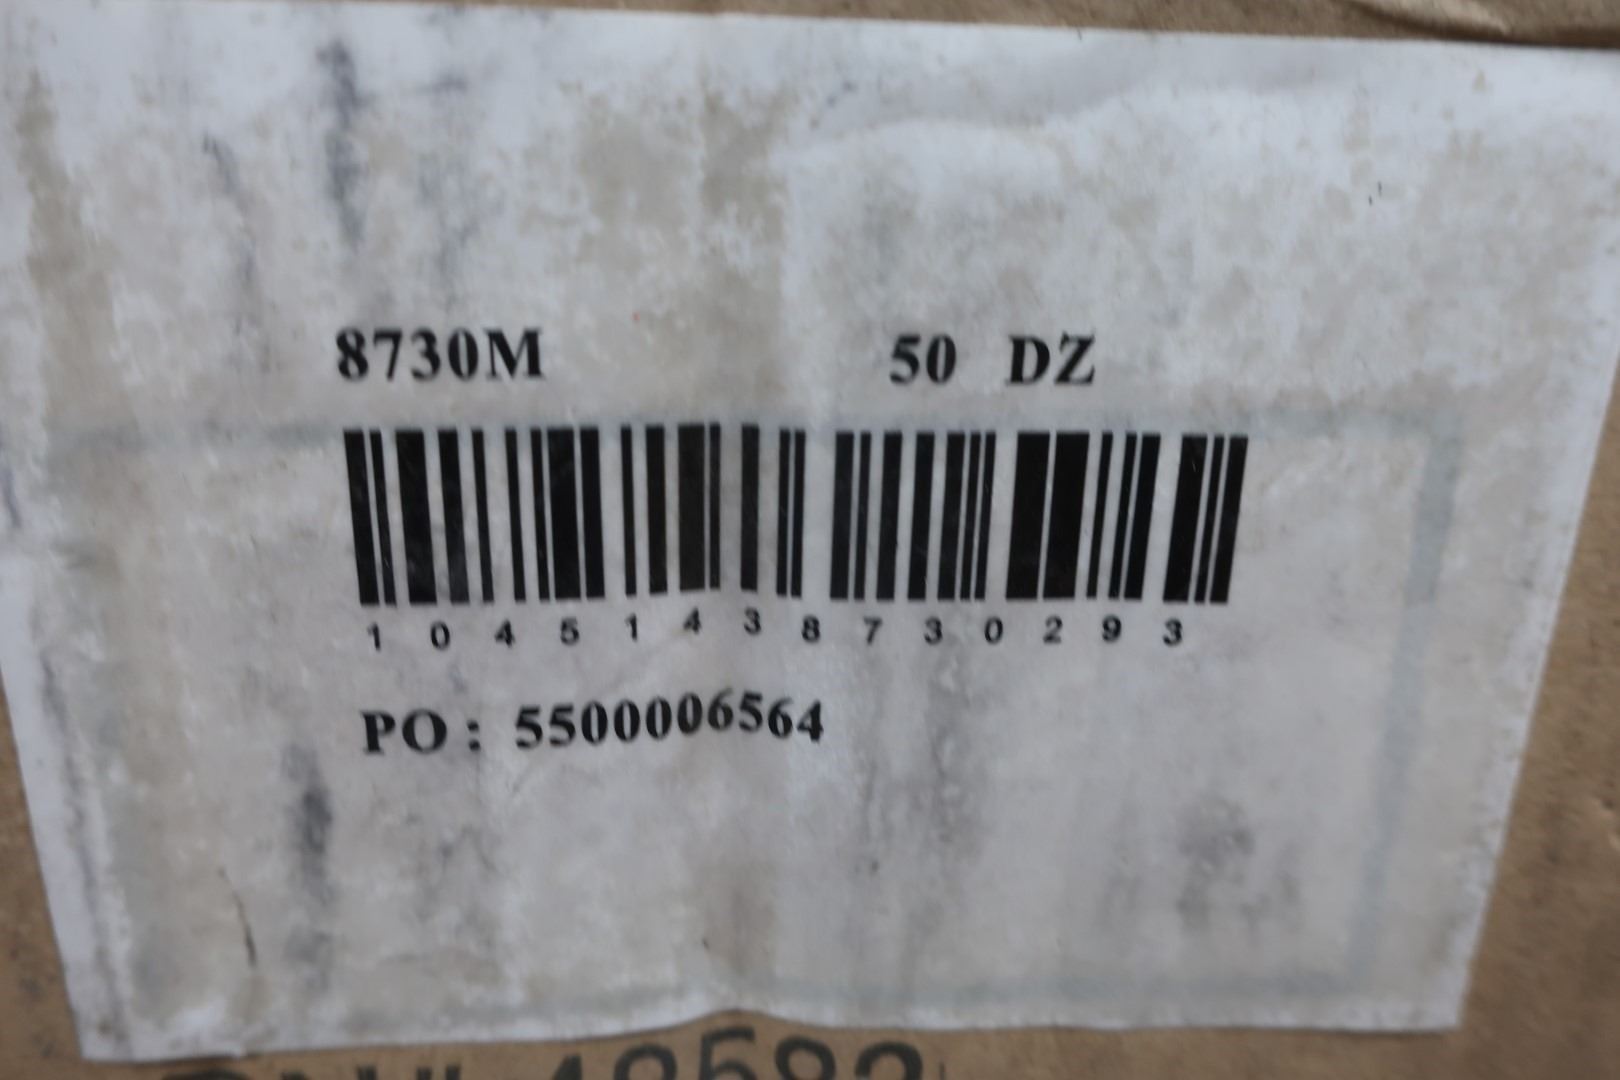 8730M 50 DZ
1 0 4 5 1 4 3 8 7 3 0 2 9 3
PO: 5500006564